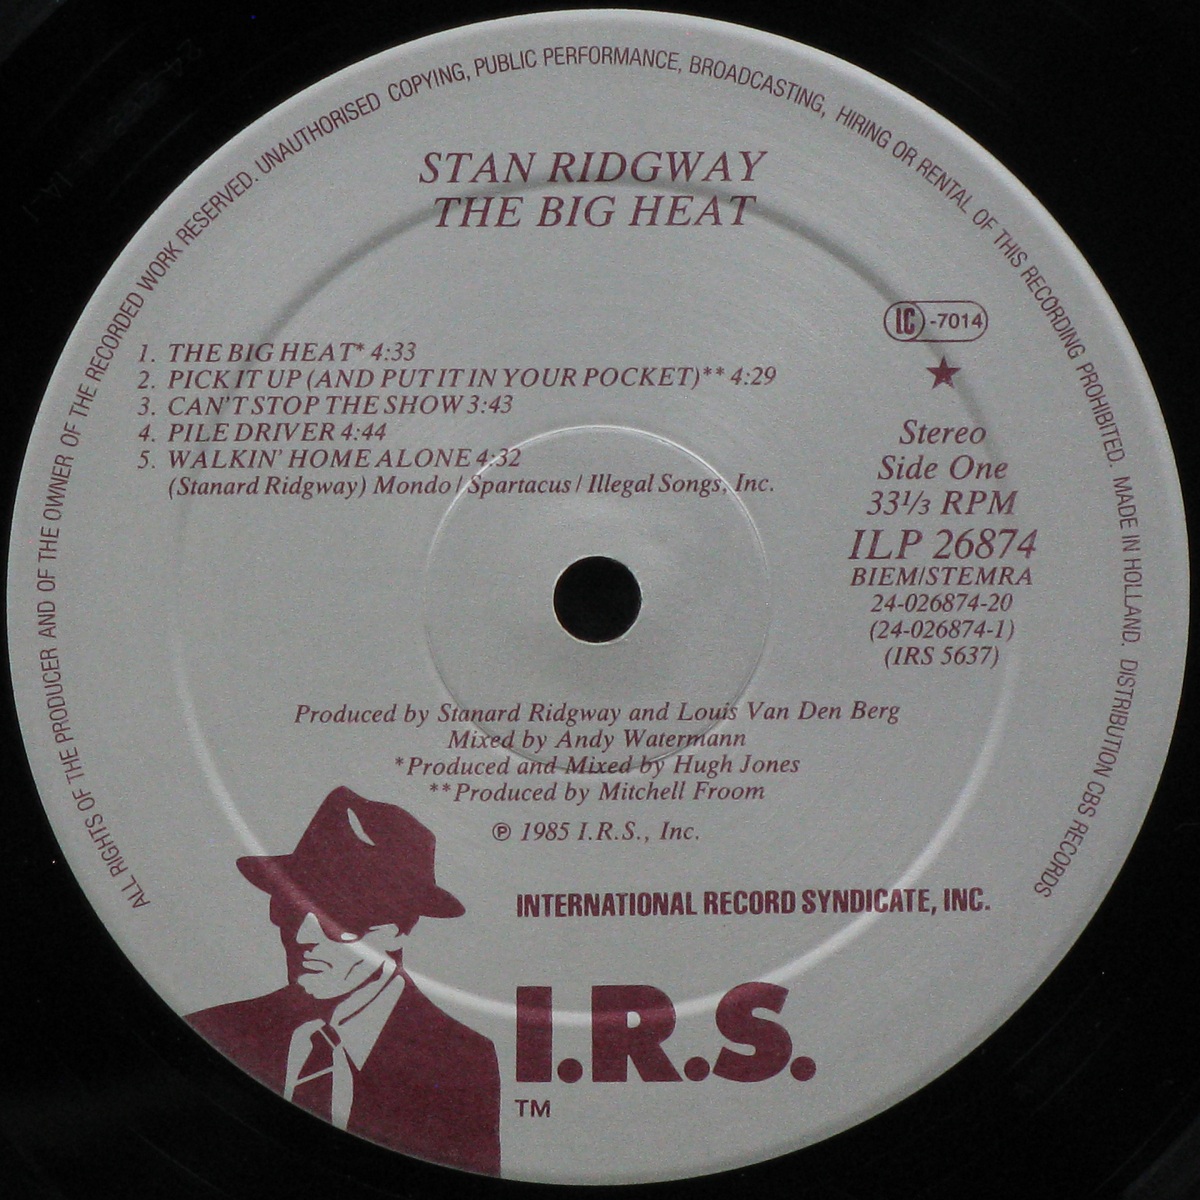 ALL RIGHTS OF THE PRODUCER AND OF THE OWNER OF THE RECORDED WORK RESERVED. UNAUTHORISED COPYING, PUBLIC PERFORMANCE, BROADCASTING, HIRING OR RENTAL OF THIS RECORDING PROHIBITED. MADE IN HOLLAND. DISTRIBUTION CBS RECORDS
STAN RIDGWAY
THE BIG HEAT
LC-7014
1. THE BIG HEAT* 4:33
2. PICK IT UP (AND PUT IT IN YOUR POCKET)** 4:29
3. CAN'T STOP THE SHOW 3:43
4. PILE DRIVER 4:44
5. WALKIN' HOME ALONE 4:32
(Stanard Ridgway) Mondo / Spartacus / Illegal Songs, Inc.
★
Stereo
Side One
33⅓ RPM
ILP 26874
BIEM/STEMRA
24-026874-20
(24-026874-1)
(IRS 5637)
Produced by Stanard Ridgway and Louis Van Den Berg
Mixed by Andy Watermann
*Produced and Mixed by Hugh Jones
**Produced by Mitchell Froom
℗ 1985 I.R.S., Inc.
INTERNATIONAL RECORD SYNDICATE, INC.
I.R.S.
TM